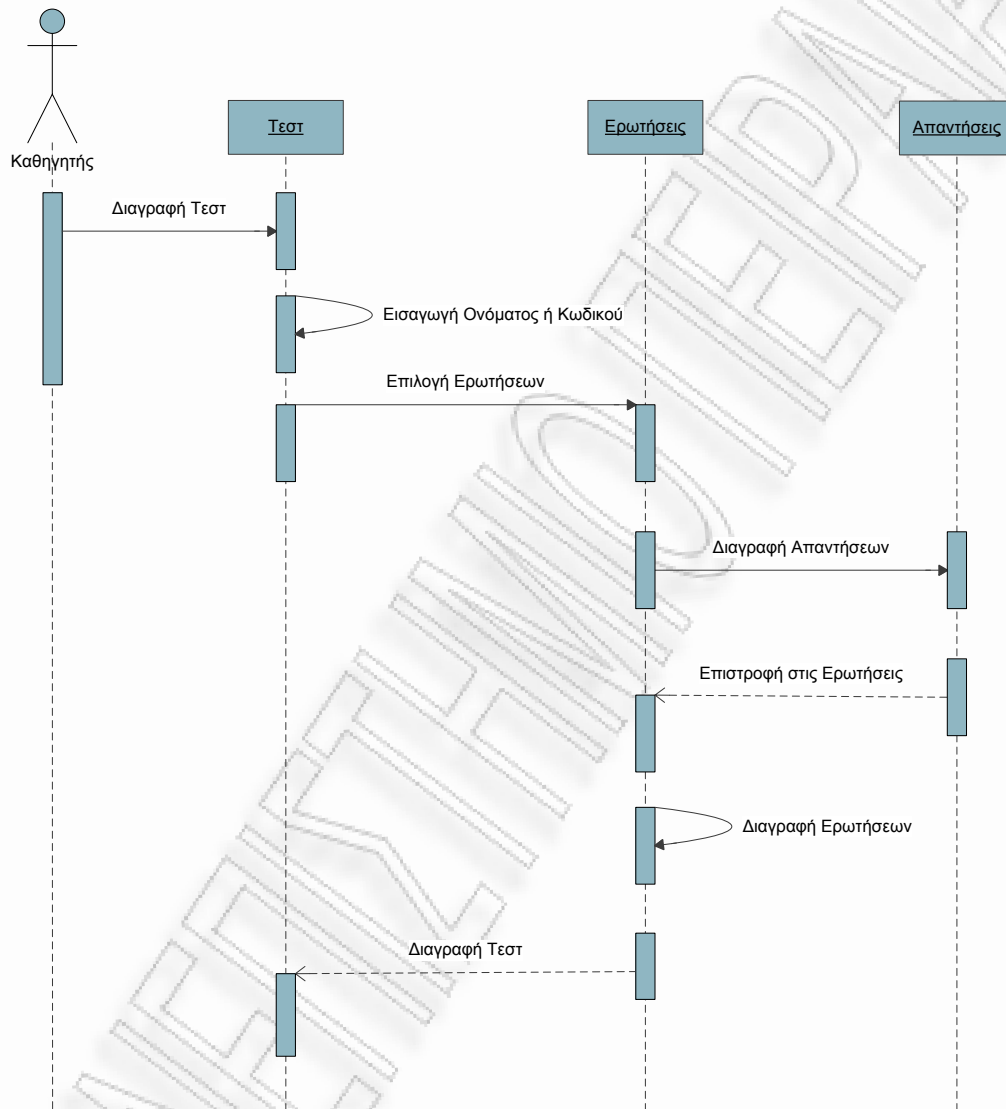 Καθηγητής
Τεστ
Ερωτήσεις
Απαντήσεις
Διαγραφή Τεστ
Εισαγωγή Ονόματος ή Κωδικού
Επιλογή Ερωτήσεων
Διαγραφή Απαντήσεων
Επιστροφή στις Ερωτήσεις
Διαγραφή Ερωτήσεων
Διαγραφή Τεστ